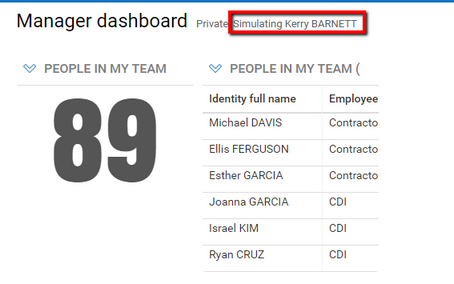 Manager dashboard Private Simulating Kerry BARNETT
PEOPLE IN MY TEAM
89
PEOPLE IN MY TEAM (
Identity full name Employee
Michael DAVIS Contracto
Ellis FERGUSON Contracto
Esther GARCIA Contracto
Joanna GARCIA CDI
Israel KIM CDI
Ryan CRUZ CDI